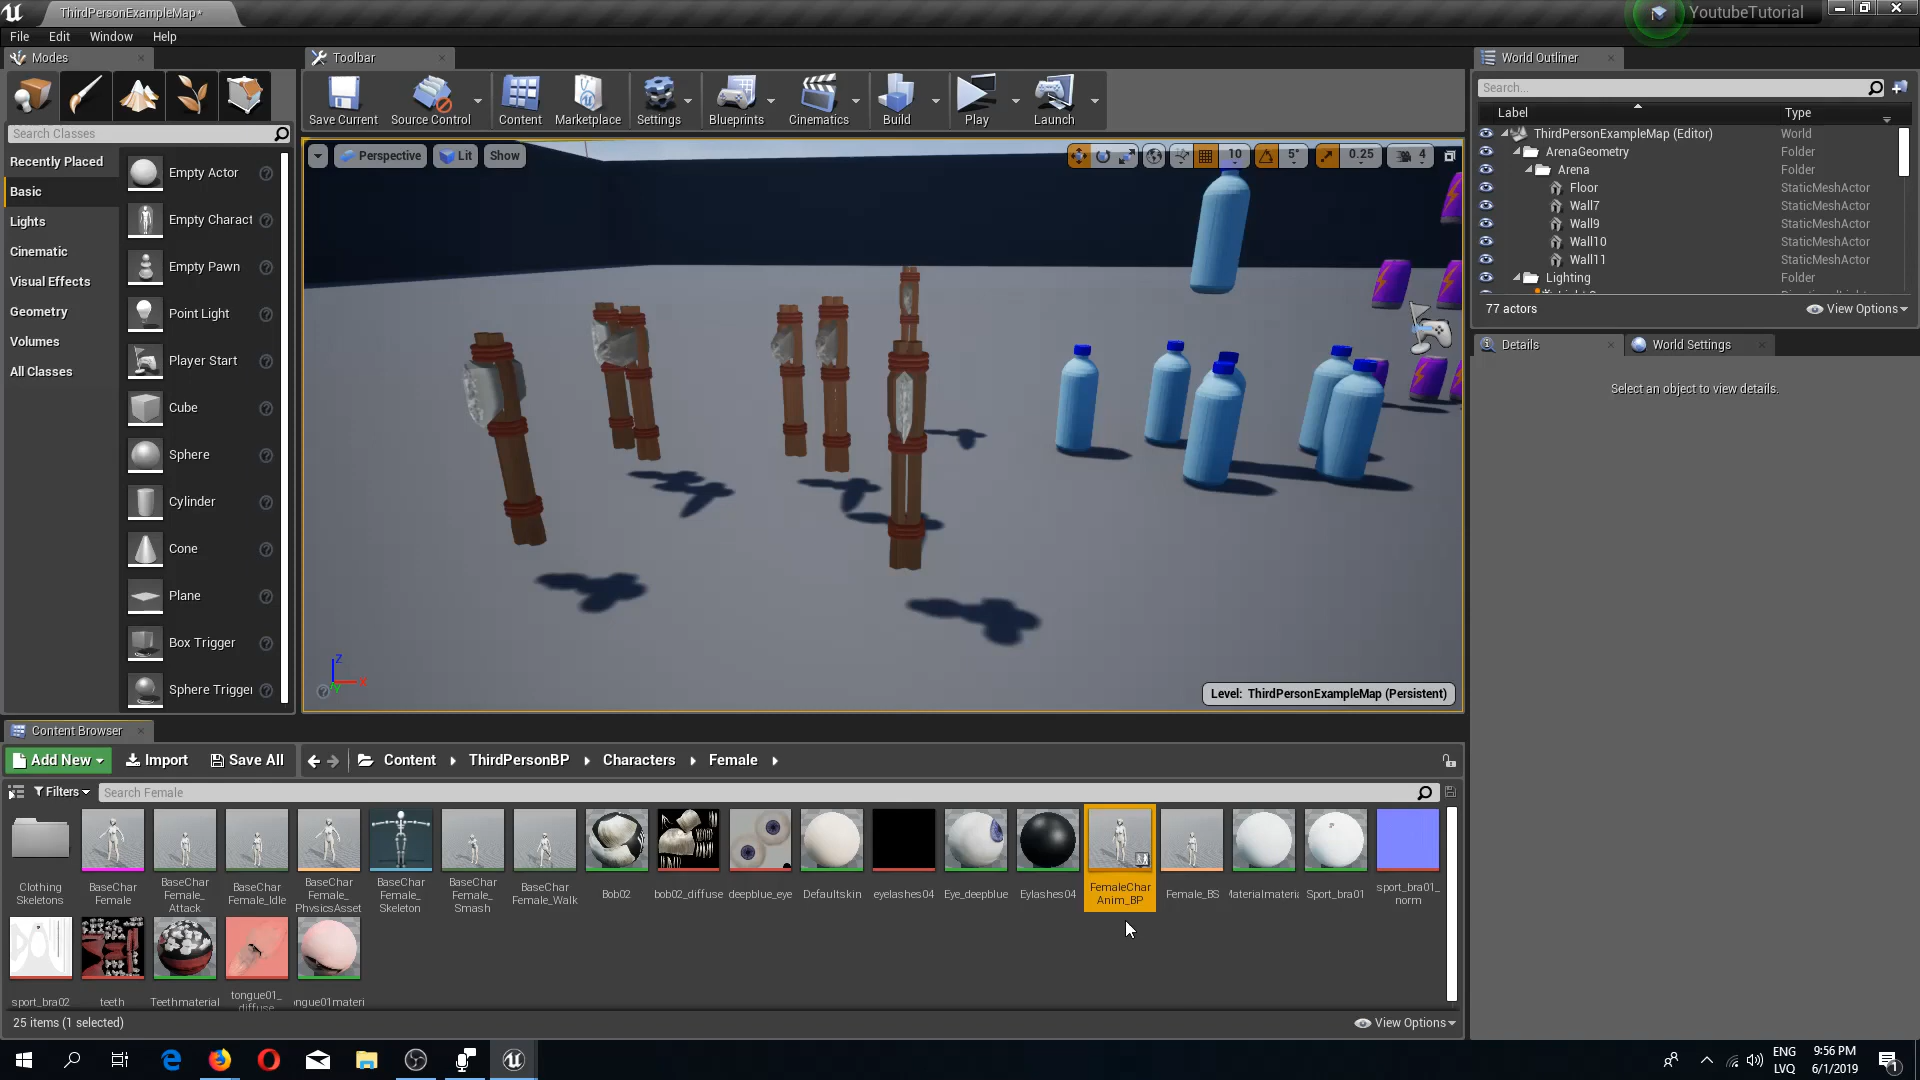 ThirdPersonExampleMap*
YoutubeTutorial
File Edit Window Help
Modes
Toolbar
World Outliner
Save Current
Source Control
Content
Marketplace
Settings
Blueprints
Cinematics
Build
Play
Launch
Search...
Label Type
Search Classes
Recently Placed
Basic
Lights
Cinematic
Visual Effects
Geometry
Volumes
All Classes
Empty Actor
Empty Charact
Empty Pawn
Point Light
Player Start
Cube
Sphere
Cylinder
Cone
Plane
Box Trigger
Sphere Trigger
Perspective Lit Show
10 5° 0.25 4
Z
X
Y
Level: ThirdPersonExampleMap (Persistent)
ThirdPersonExampleMap (Editor) World
ArenaGeometry Folder
Arena Folder
Floor StaticMeshActor
Wall7 StaticMeshActor
Wall9 StaticMeshActor
Wall10 StaticMeshActor
Wall11 StaticMeshActor
Lighting Folder
77 actors
View Options
Details
World Settings
Select an object to view details.
Content Browser
Add New Import Save All
Content ThirdPersonBP Characters Female
Filters
Search Female
Clothing
Skeletons
BaseChar
Female
BaseChar
Female_
Attack
BaseChar
Female_Idle
BaseChar
Female_
PhysicsAsset
BaseChar
Female_
Skeleton
BaseChar
Female_
Smash
BaseChar
Female_Walk
Bob02
bob02_diffuse
deepblue_eye
Defaultskin
eyelashes04
Eye_deepblue
Eylashes04
FemaleChar
Anim_BP
Female_BS
Materialmateria
Sport_bra01
sport_bra01_
norm
sport_bra02
teeth
Teethmaterial
tongue01_
diffuse
ongue01materi
25 items (1 selected)
View Options
ENG
LVQ
9:56 PM
6/1/2019
1